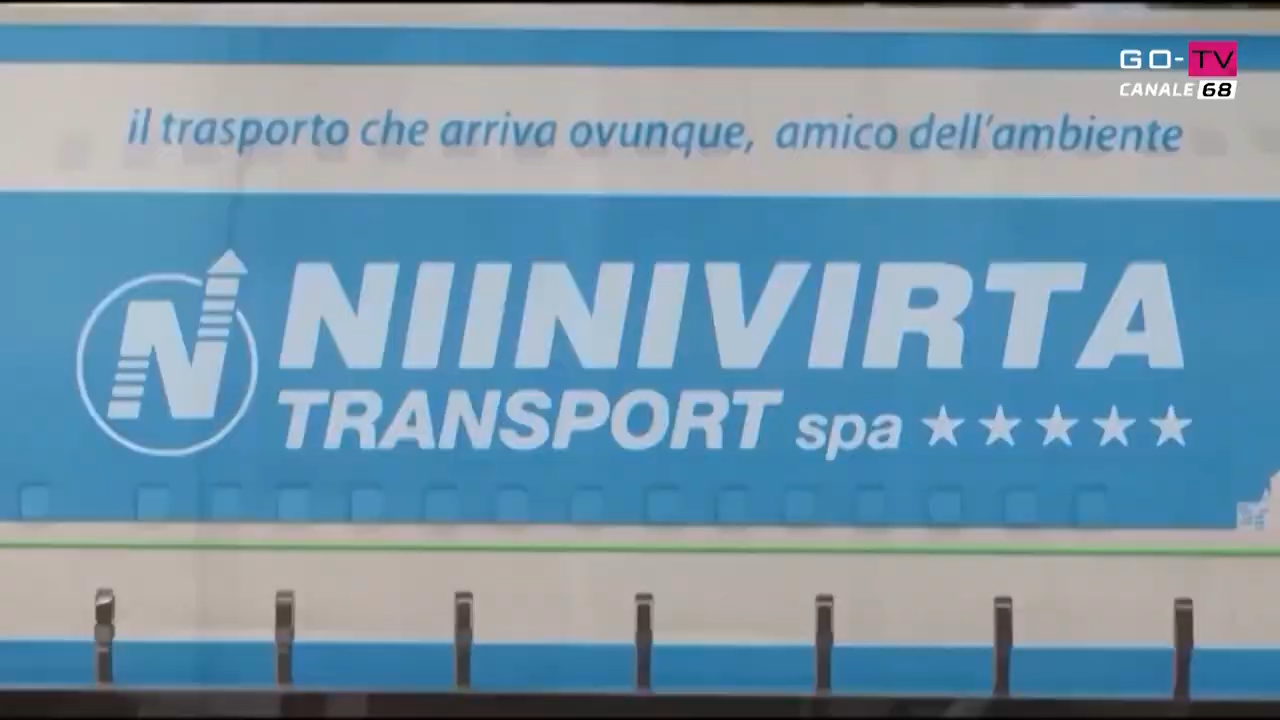 GO-TV
CANALE 68
il trasporto che arriva ovunque, amico dell'ambiente
N NIINIVIRTA
TRANSPORT spa ★★★★★